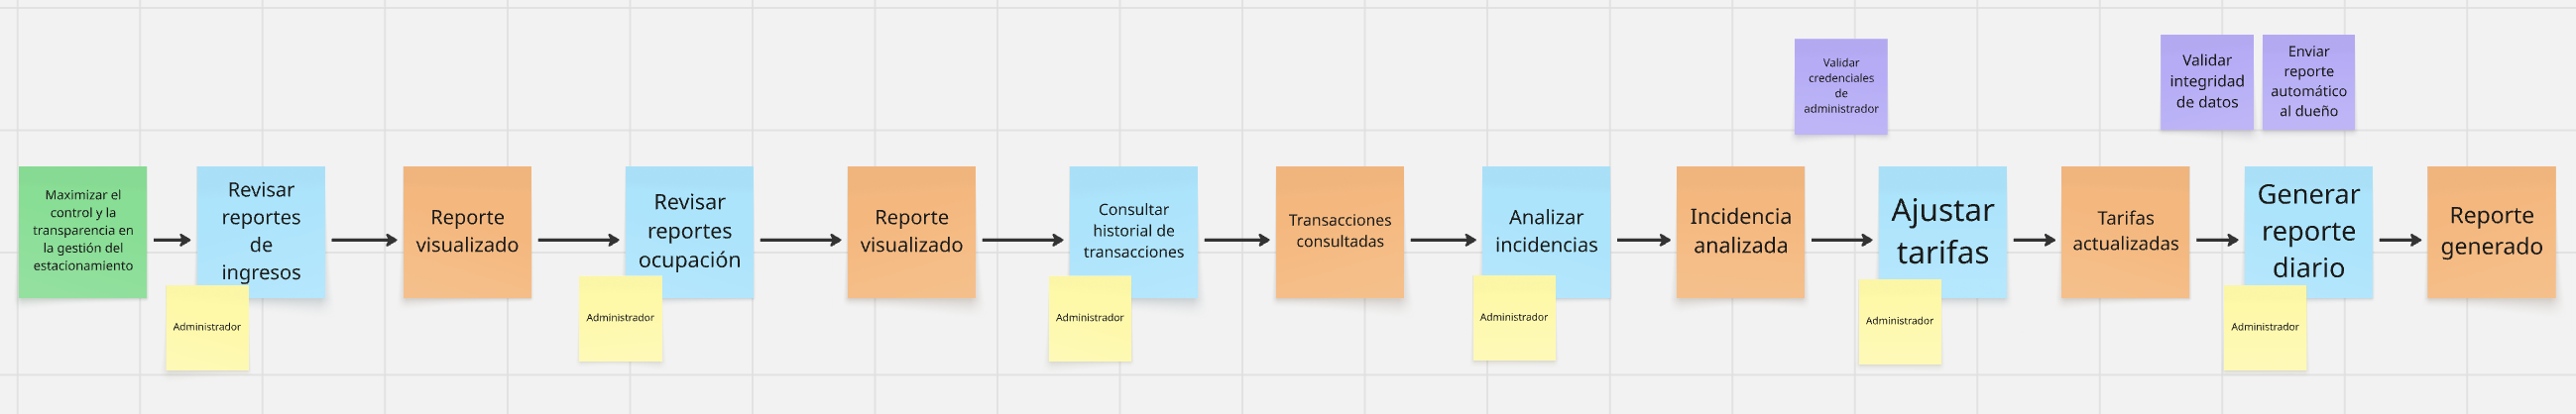 Validar
credenciales
de
administrador
Validar
integridad
de datos
Enviar
reporte
automático
al dueño
Maximizar el
control y la
transparencia en
la gestión del
estacionamiento
Revisar
reportes
de
ingresos
Administrador
Reporte
visualizado
Revisar
reportes
ocupación
Administrador
Reporte
visualizado
Consultar
historial de
transacciones
Administrador
Transacciones
consultadas
Analizar
incidencias
Administrador
Incidencia
analizada
Ajustar
tarifas
Administrador
Tarifas
actualizadas
Generar
reporte
diario
Administrador
Reporte
generado